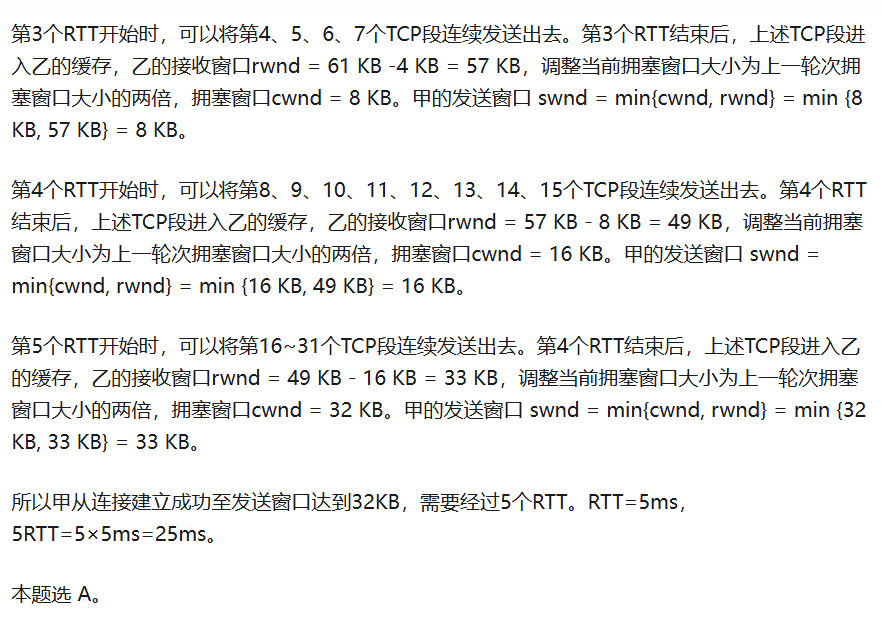 第3个RTT开始时，可以将第4、5、6、7个TCP段连续发送出去。第3个RTT结束后，上述TCP段进
入乙的缓存，乙的接收窗口rwnd = 61 KB -4 KB = 57 KB，调整当前拥塞窗口大小为上一轮次拥
塞窗口大小的两倍，拥塞窗口cwnd = 8 KB。甲的发送窗口 swnd = min{cwnd, rwnd} = min {8
KB, 57 KB} = 8 KB。
第4个RTT开始时，可以将第8、9、10、11、12、13、14、15个TCP段连续发送出去。第4个RTT
结束后，上述TCP段进入乙的缓存，乙的接收窗口rwnd = 57 KB - 8 KB = 49 KB，调整当前拥塞
窗口大小为上一轮次拥塞窗口大小的两倍，拥塞窗口cwnd = 16 KB。甲的发送窗口 swnd =
min{cwnd, rwnd} = min {16 KB, 49 KB} = 16 KB。
第5个RTT开始时，可以将第16~31个TCP段连续发送出去。第4个RTT结束后，上述TCP段进入乙
的缓存，乙的接收窗口rwnd = 49 KB - 16 KB = 33 KB，调整当前拥塞窗口大小为上一轮次拥塞
窗口大小的两倍，拥塞窗口cwnd = 32 KB。甲的发送窗口 swnd = min{cwnd, rwnd} = min {32
KB, 33 KB} = 33 KB。
所以甲从连接建立成功至发送窗口达到32KB，需要经过5个RTT。RTT=5ms，
5RTT=5×5ms=25ms。
本题选 A。